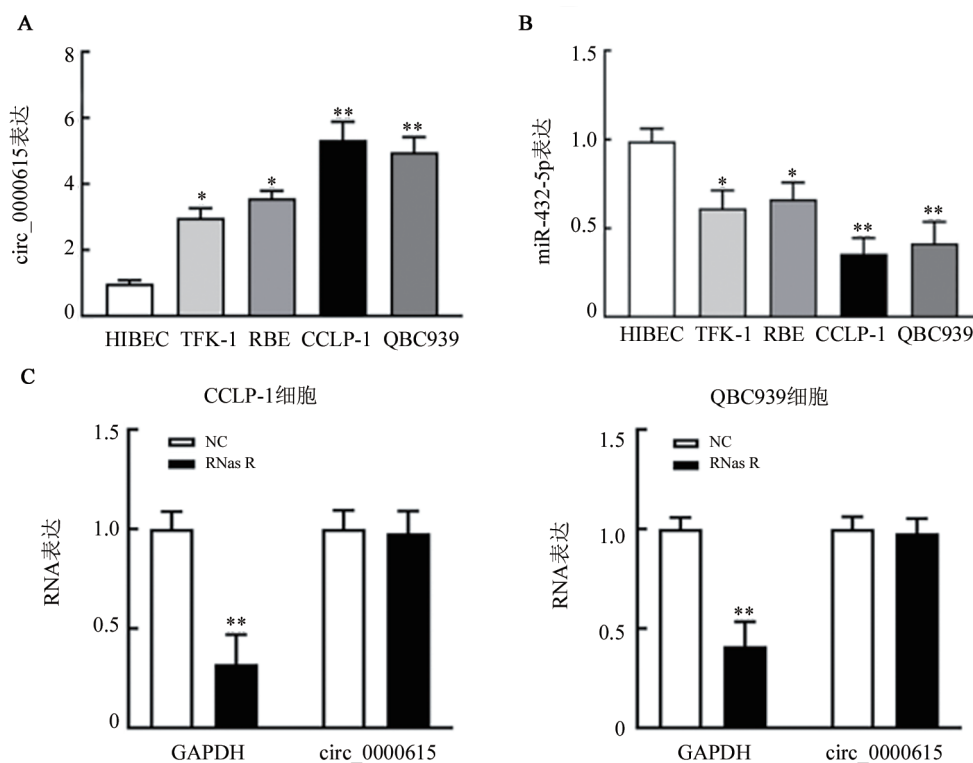 A
circ_0000615表达
8
6
4
2
0
*
*
**
**
HIBEC TFK-1 RBE CCLP-1 QBC939
B
miR-432-5p表达
1.5
1.0
0.5
0
*
*
**
**
HIBEC TFK-1 RBE CCLP-1 QBC939
C
CCLP-1细胞
RNA表达
1.5
1.0
0.5
0
NC
RNas R
**
GAPDH circ_0000615
QBC939细胞
RNA表达
1.5
1.0
0.5
0
NC
RNas R
**
GAPDH circ_0000615